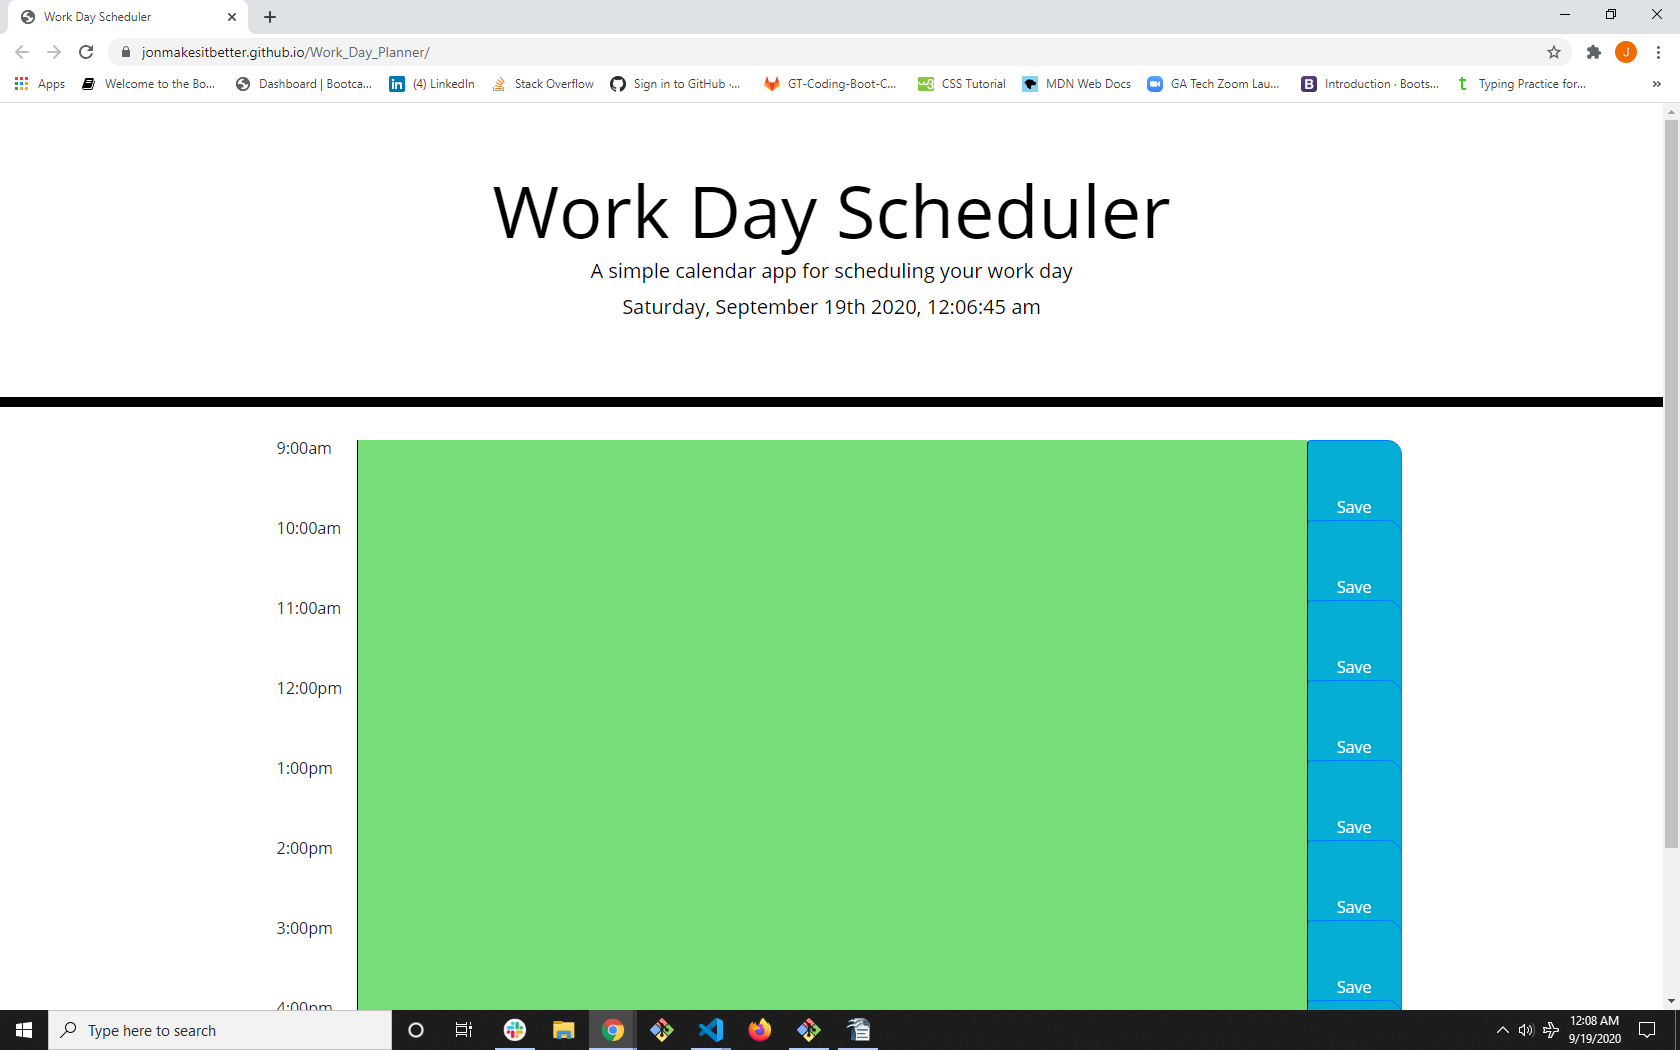 Work Day Scheduler
jonmakesitbetter.github.io/Work_Day_Planner/
J
Apps Welcome to the Bo... Dashboard | Bootca... (4) LinkedIn Stack Overflow Sign in to GitHub ·... GT-Coding-Boot-C... CSS Tutorial MDN Web Docs GA Tech Zoom Lau... Introduction · Boots... Typing Practice for... »
Work Day Scheduler
A simple calendar app for scheduling your work day
Saturday, September 19th 2020, 12:06:45 am
9:00am
Save
10:00am
Save
11:00am
Save
12:00pm
Save
1:00pm
Save
2:00pm
Save
3:00pm
Save
4:00pm
Type here to search
12:08 AM
9/19/2020